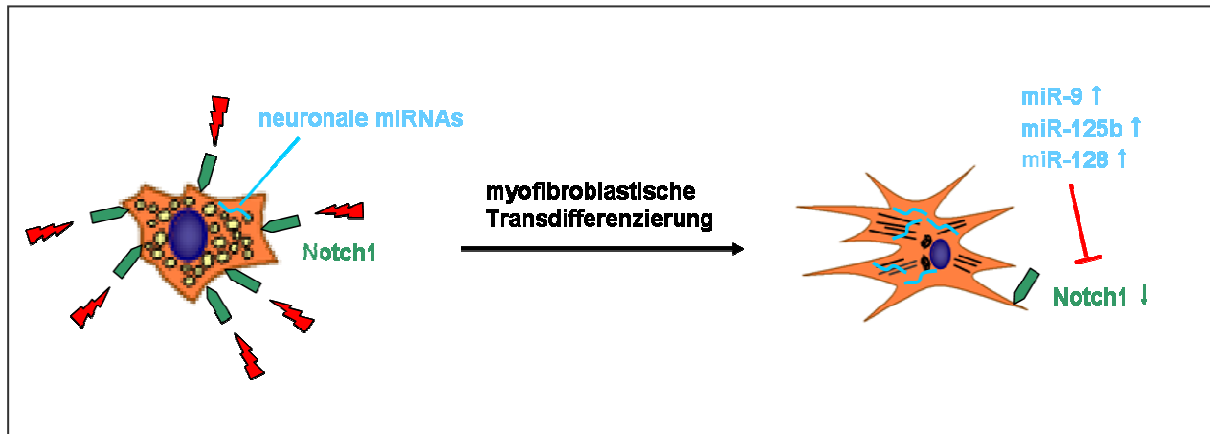 neuronale miRNAs
Notch1
myofibroblastische
Transdifferenzierung
miR-9 ↑
miR-125b ↑
miR-128 ↑
Notch1 ↓